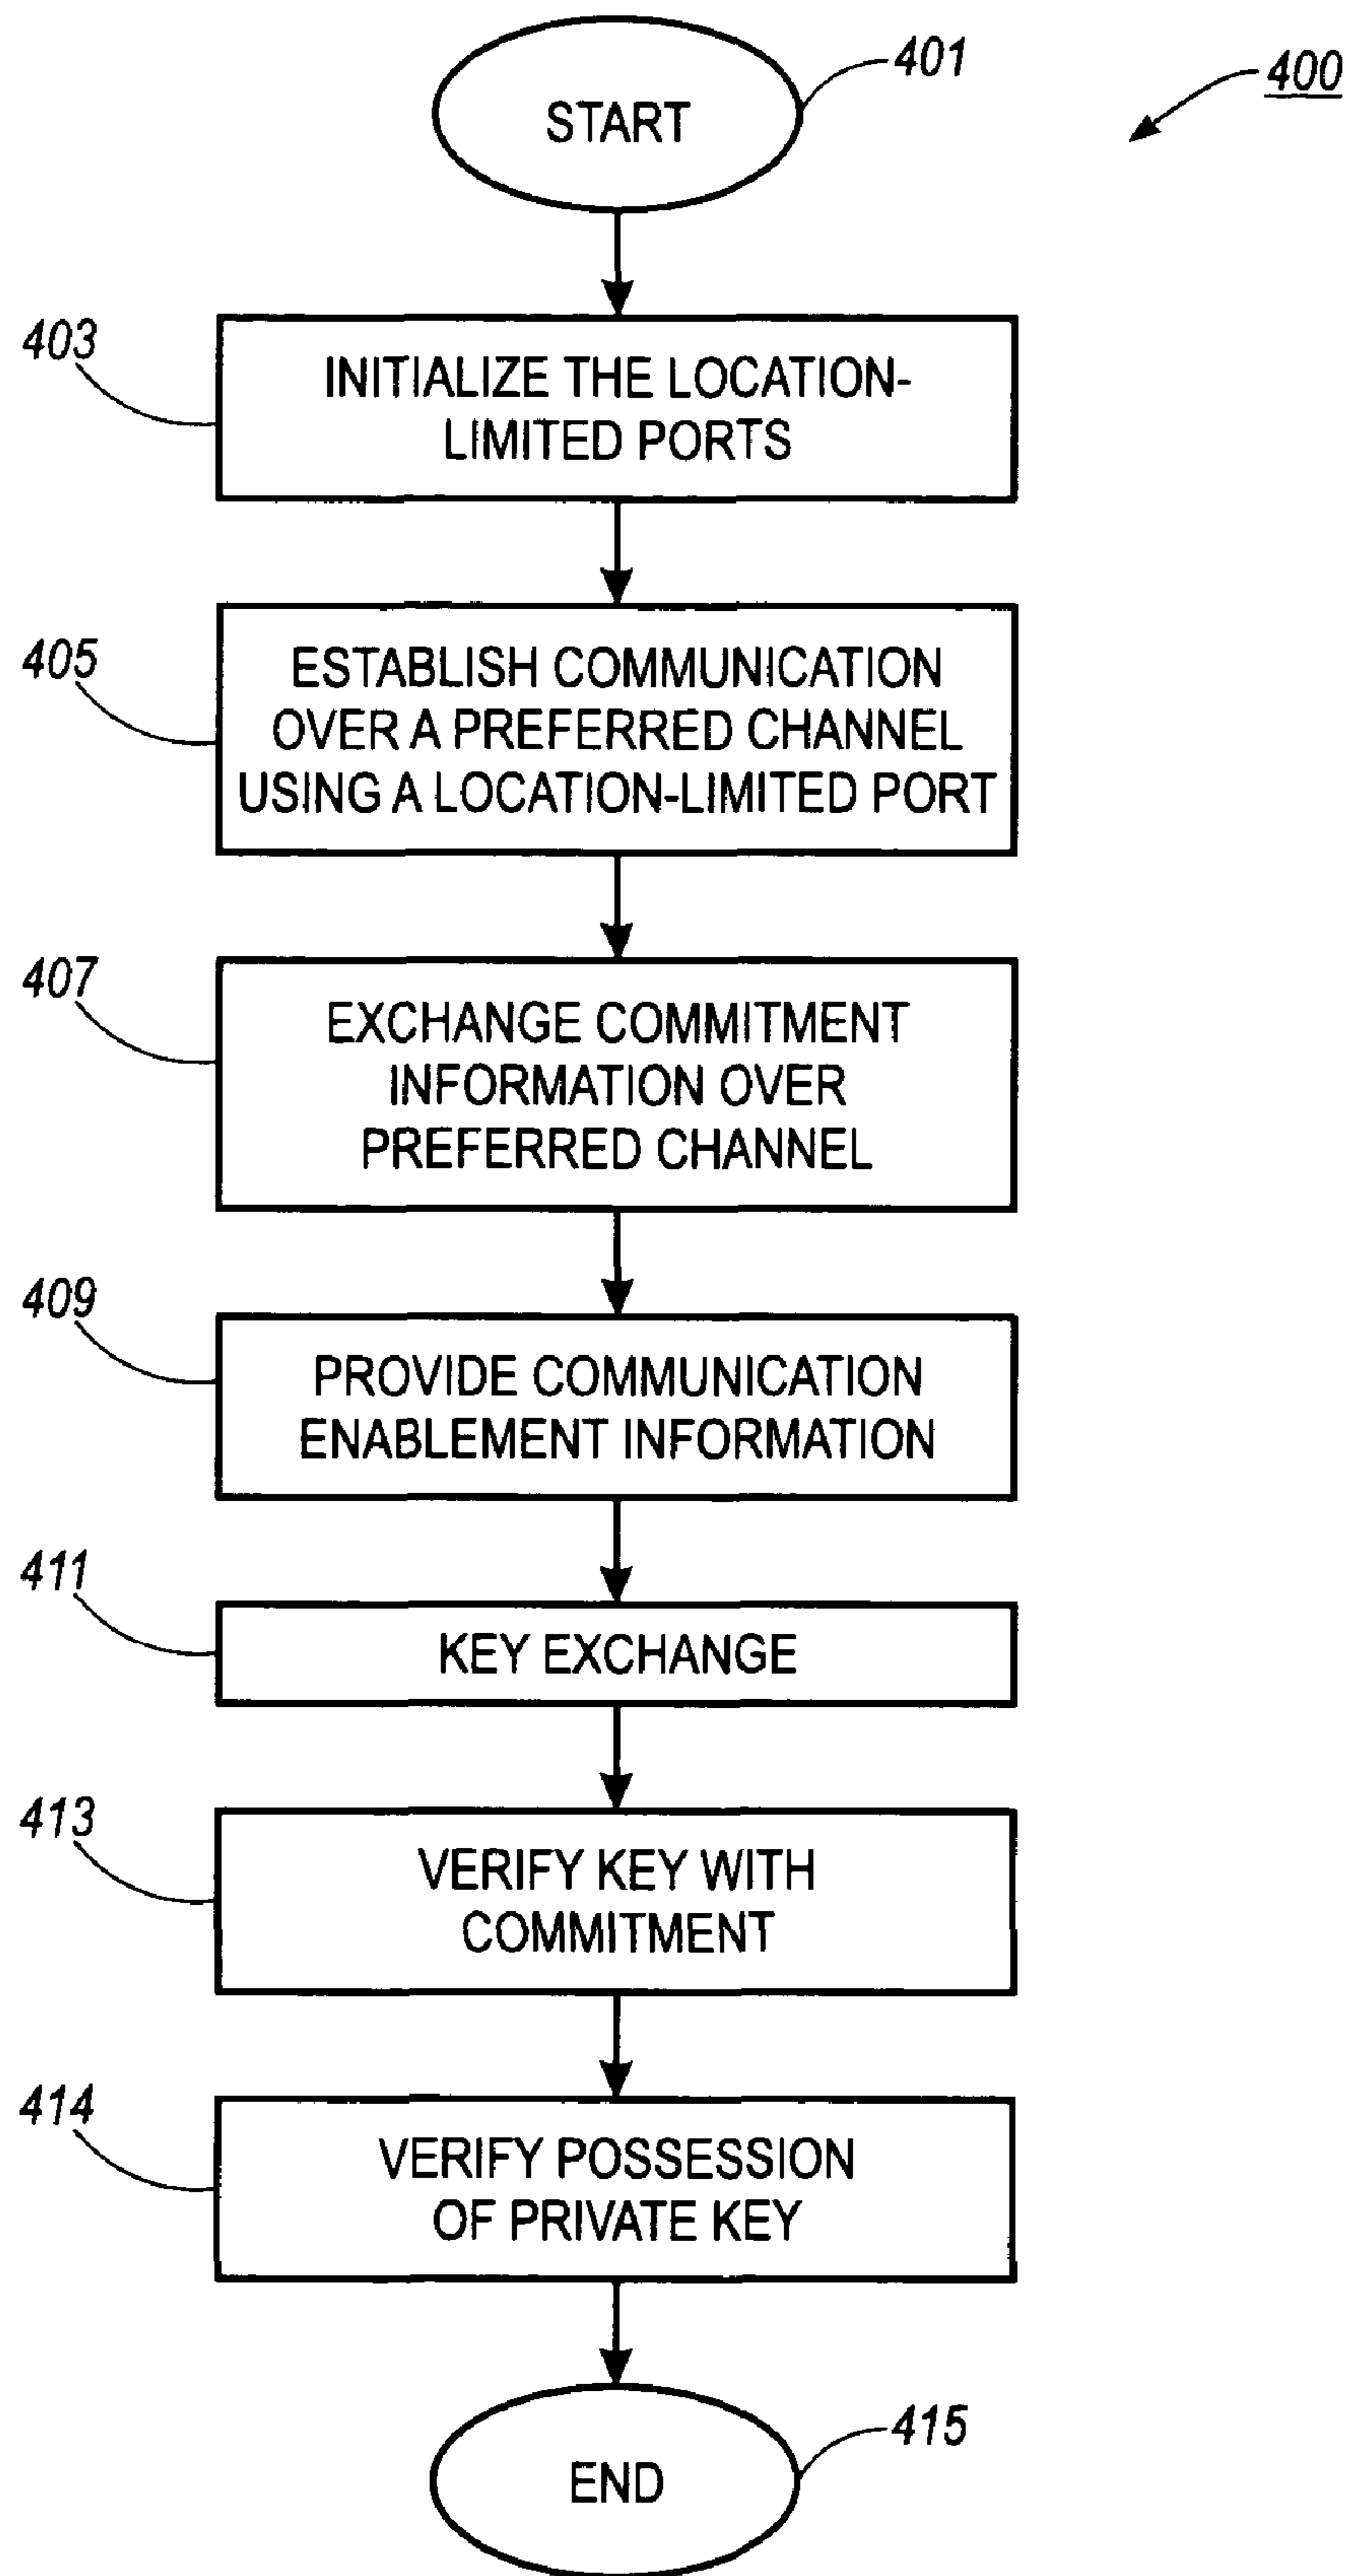 401
400
START
403
INITIALIZE THE LOCATION-
LIMITED PORTS
405
ESTABLISH COMMUNICATION
OVER A PREFERRED CHANNEL
USING A LOCATION-LIMITED PORT
407
EXCHANGE COMMITMENT
INFORMATION OVER
PREFERRED CHANNEL
409
PROVIDE COMMUNICATION
ENABLEMENT INFORMATION
411
KEY EXCHANGE
413
VERIFY KEY WITH
COMMITMENT
414
VERIFY POSSESSION
OF PRIVATE KEY
415
END